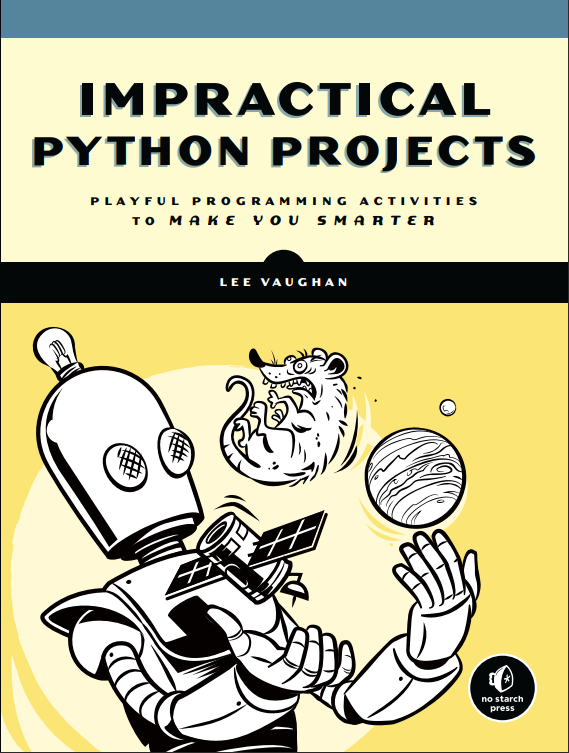 IMPRACTICAL
PYTHON PROJECTS
PLAYFUL PROGRAMMING ACTIVITIES
TO MAKE YOU SMARTER
LEE VAUGHAN
no starch
press